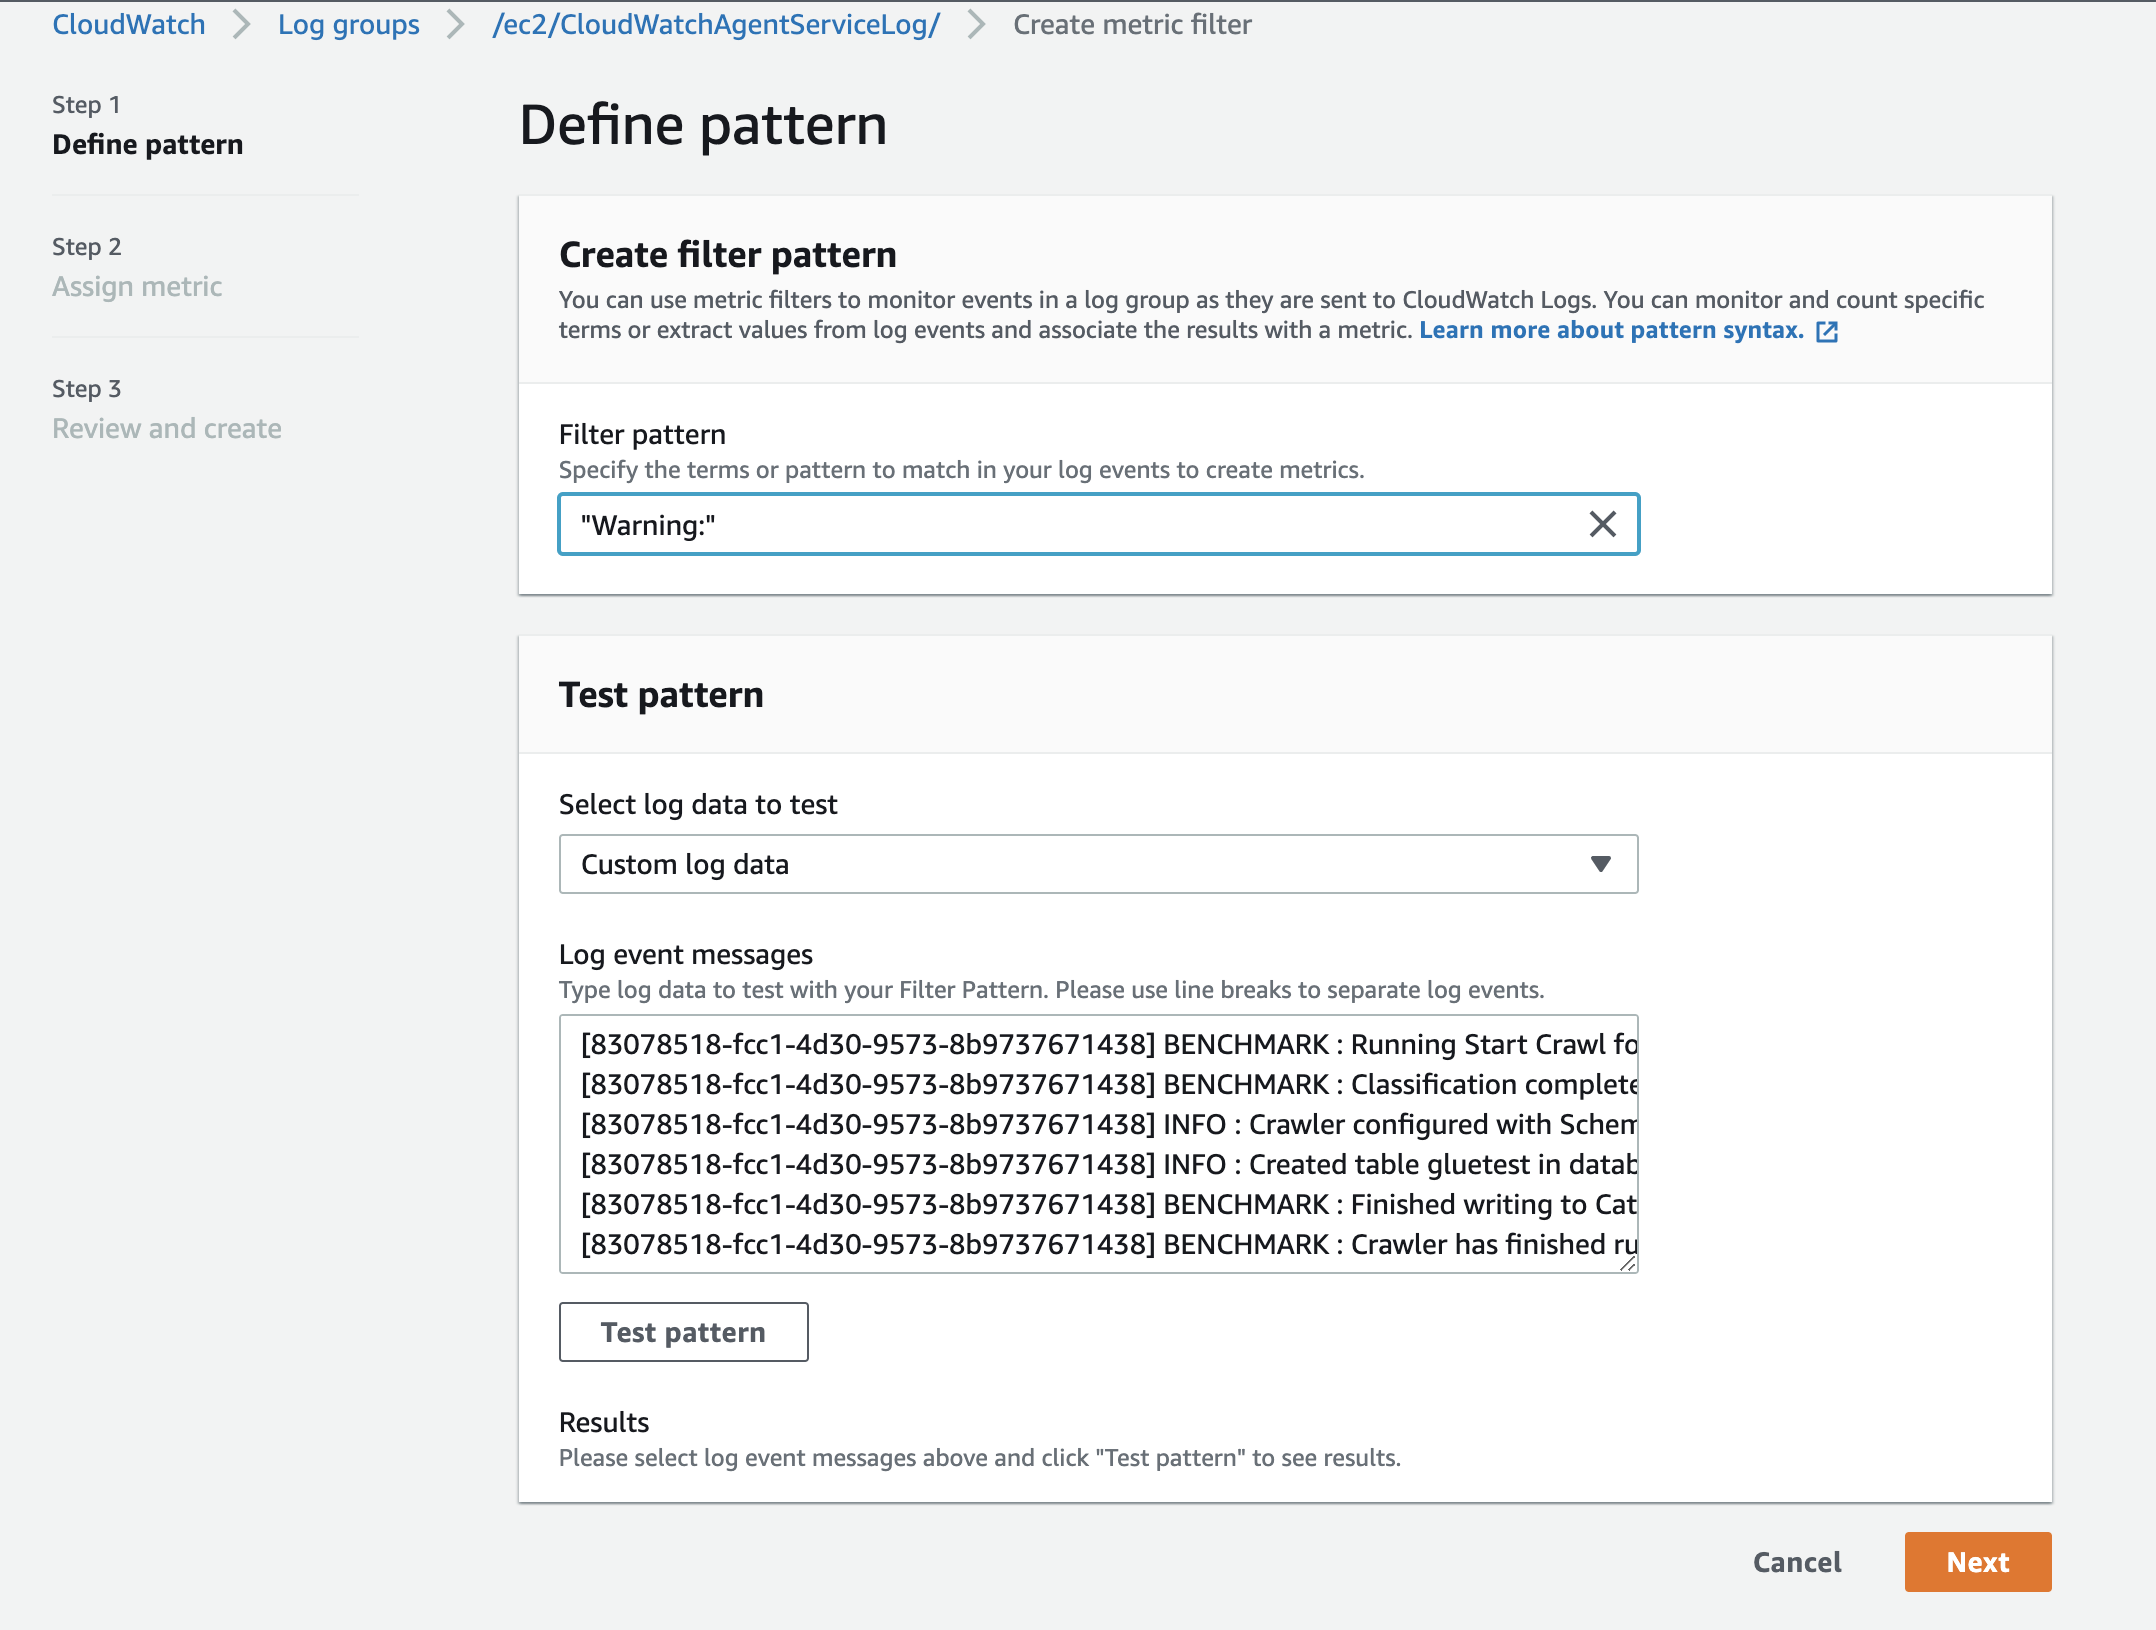 CloudWatch > Log groups > /ec2/CloudWatchAgentServiceLog/ > Create metric filter
Step 1
Define pattern
Step 2
Assign metric
Step 3
Review and create
Define pattern
Create filter pattern
You can use metric filters to monitor events in a log group as they are sent to CloudWatch Logs. You can monitor and count specific
terms or extract values from log events and associate the results with a metric. Learn more about pattern syntax.
Filter pattern
Specify the terms or pattern to match in your log events to create metrics.
"Warning:"
Test pattern
Select log data to test
Custom log data
Log event messages
Type log data to test with your Filter Pattern. Please use line breaks to separate log events.
[83078518-fcc1-4d30-9573-8b9737671438] BENCHMARK : Running Start Crawl fo
[83078518-fcc1-4d30-9573-8b9737671438] BENCHMARK : Classification complete
[83078518-fcc1-4d30-9573-8b9737671438] INFO : Crawler configured with Schem
[83078518-fcc1-4d30-9573-8b9737671438] INFO : Created table gluetest in datab
[83078518-fcc1-4d30-9573-8b9737671438] BENCHMARK : Finished writing to Cat
[83078518-fcc1-4d30-9573-8b9737671438] BENCHMARK : Crawler has finished ru
Test pattern
Results
Please select log event messages above and click "Test pattern" to see results.
Cancel
Next